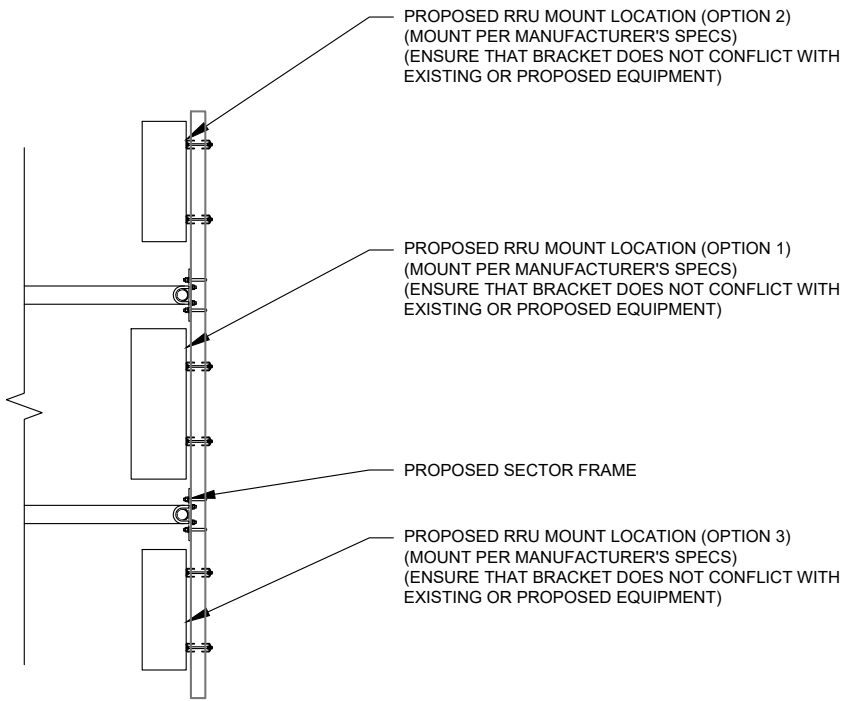 PROPOSED RRU MOUNT LOCATION (OPTION 2)
(MOUNT PER MANUFACTURER'S SPECS)
(ENSURE THAT BRACKET DOES NOT CONFLICT WITH
EXISTING OR PROPOSED EQUIPMENT)
PROPOSED RRU MOUNT LOCATION (OPTION 1)
(MOUNT PER MANUFACTURER'S SPECS)
(ENSURE THAT BRACKET DOES NOT CONFLICT WITH
EXISTING OR PROPOSED EQUIPMENT)
PROPOSED SECTOR FRAME
PROPOSED RRU MOUNT LOCATION (OPTION 3)
(MOUNT PER MANUFACTURER'S SPECS)
(ENSURE THAT BRACKET DOES NOT CONFLICT WITH
EXISTING OR PROPOSED EQUIPMENT)